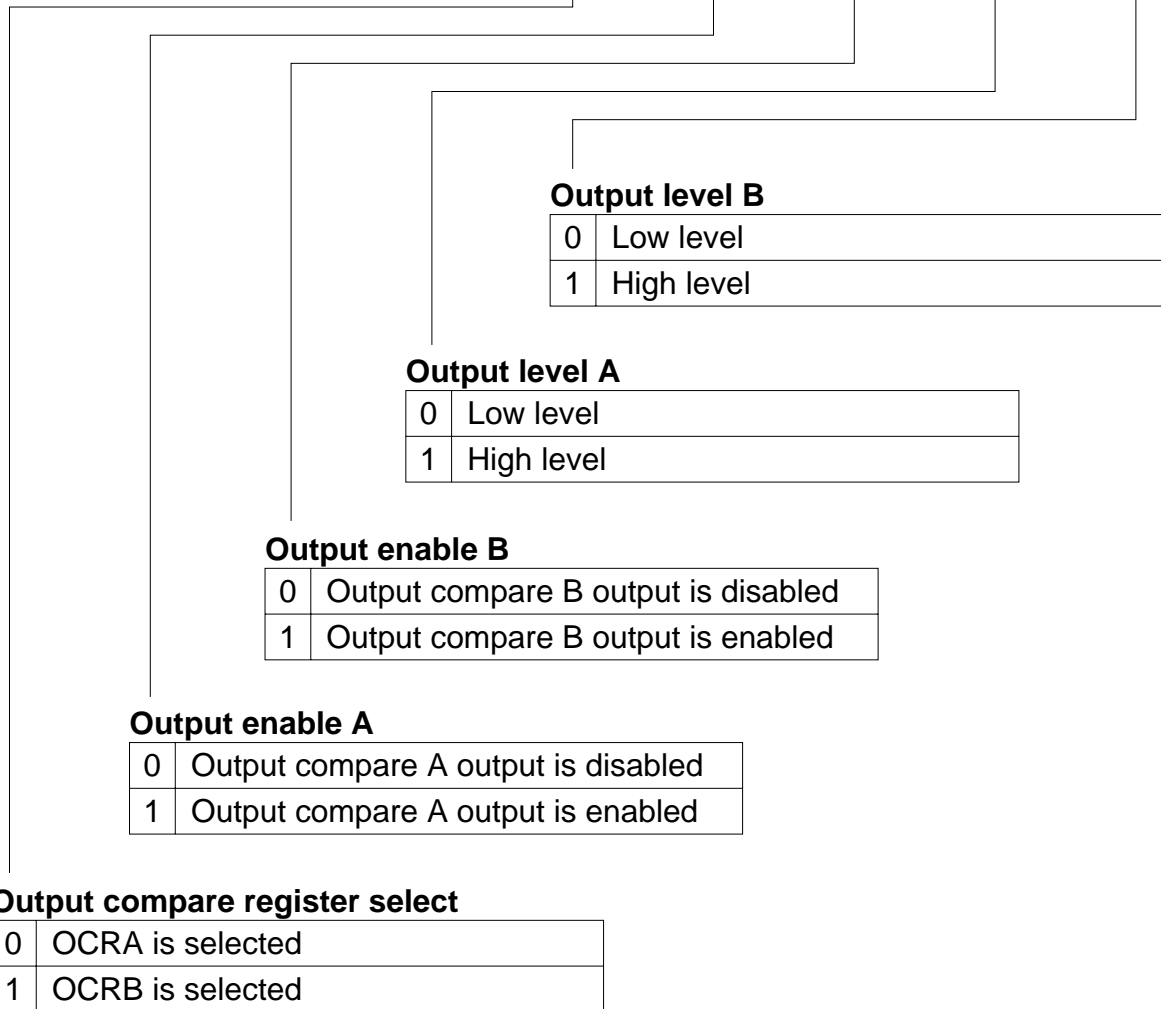 Output level B
0 Low level
1 High level
Output level A
0 Low level
1 High level
Output enable B
0 Output compare B output is disabled
1 Output compare B output is enabled
Output enable A
0 Output compare A output is disabled
1 Output compare A output is enabled
Output compare register select
0 OCRA is selected
1 OCRB is selected